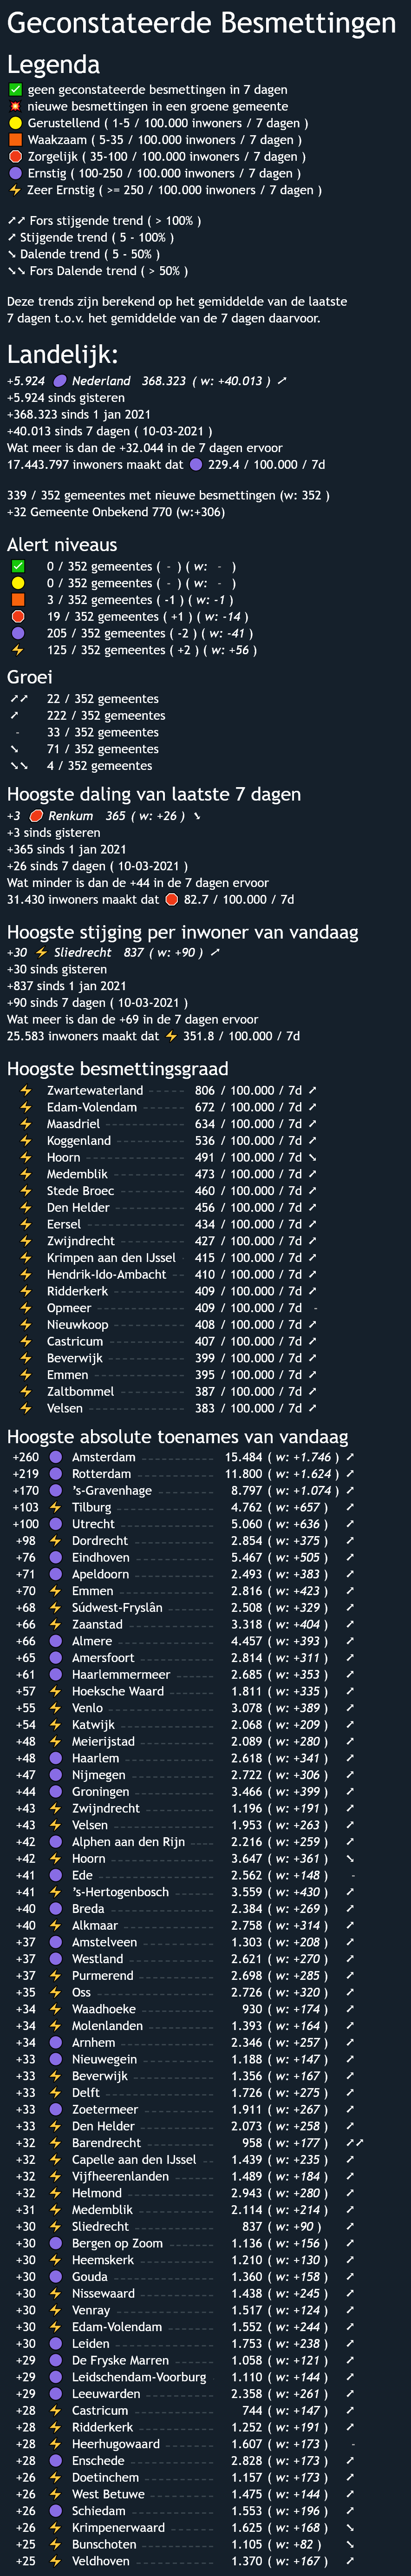 Geconstateerde Besmettingen
Legenda
✅ geen geconstateerde besmettingen in 7 dagen
💥 nieuwe besmettingen in een groene gemeente
🟡 Gerustellend ( 1-5 / 100.000 inwoners / 7 dagen )
🟧 Waakzaam ( 5-35 / 100.000 inwoners / 7 dagen )
🛑 Zorgelijk ( 35-100 / 100.000 inwoners / 7 dagen )
🟣 Ernstig ( 100-250 / 100.000 inwoners / 7 dagen )
⚡ Zeer Ernstig ( >= 250 / 100.000 inwoners / 7 dagen )
➚➚ Fors stijgende trend ( > 100% )
➚ Stijgende trend ( 5 - 100% )
➘ Dalende trend ( 5 - 50% )
➘➘ Fors Dalende trend ( > 50% )
Deze trends zijn berekend op het gemiddelde van de laatste
7 dagen t.o.v. het gemiddelde van de 7 dagen daarvoor.
Landelijk:
+5.924 🟣 Nederland 368.323 ( w: +40.013 ) ➚
+5.924 sinds gisteren
+368.323 sinds 1 jan 2021
+40.013 sinds 7 dagen ( 10-03-2021 )
Wat meer is dan de +32.044 in de 7 dagen ervoor
17.443.797 inwoners maakt dat 🟣 229.4 / 100.000 / 7d
339 / 352 gemeentes met nieuwe besmettingen (w: 352 )
+32 Gemeente Onbekend 770 (w:+306)
Alert niveaus
✅ 0 / 352 gemeentes ( - ) ( w: - )
🟡 0 / 352 gemeentes ( - ) ( w: - )
🟧 3 / 352 gemeentes ( -1 ) ( w: -1 )
🛑 19 / 352 gemeentes ( +1 ) ( w: -14 )
🟣 205 / 352 gemeentes ( -2 ) ( w: -41 )
⚡ 125 / 352 gemeentes ( +2 ) ( w: +56 )
Groei
➚➚ 22 / 352 gemeentes
➚ 222 / 352 gemeentes
- 33 / 352 gemeentes
➘ 71 / 352 gemeentes
➘➘ 4 / 352 gemeentes
Hoogste daling van laatste 7 dagen
+3 🛑 Renkum 365 ( w: +26 ) ➘
+3 sinds gisteren
+365 sinds 1 jan 2021
+26 sinds 7 dagen ( 10-03-2021 )
Wat minder is dan de +44 in de 7 dagen ervoor
31.430 inwoners maakt dat 🛑 82.7 / 100.000 / 7d
Hoogste stijging per inwoner van vandaag
+30 ⚡ Sliedrecht 837 ( w: +90 ) ➚
+30 sinds gisteren
+837 sinds 1 jan 2021
+90 sinds 7 dagen ( 10-03-2021 )
Wat meer is dan de +69 in de 7 dagen ervoor
25.583 inwoners maakt dat ⚡ 351.8 / 100.000 / 7d
Hoogste besmettingsgraad
⚡ Zwartewaterland 806 / 100.000 / 7d ➚
⚡ Edam-Volendam 672 / 100.000 / 7d ➚
⚡ Maasdriel 634 / 100.000 / 7d ➚
⚡ Koggenland 536 / 100.000 / 7d ➚
⚡ Hoorn 491 / 100.000 / 7d ➘
⚡ Medemblik 473 / 100.000 / 7d ➚
⚡ Stede Broec 460 / 100.000 / 7d ➚
⚡ Den Helder 456 / 100.000 / 7d ➚
⚡ Eersel 434 / 100.000 / 7d ➚
⚡ Zwijndrecht 427 / 100.000 / 7d ➚
⚡ Krimpen aan den IJssel 415 / 100.000 / 7d ➚
⚡ Hendrik-Ido-Ambacht 410 / 100.000 / 7d ➚
⚡ Ridderkerk 409 / 100.000 / 7d ➚
⚡ Opmeer 409 / 100.000 / 7d -
⚡ Nieuwkoop 408 / 100.000 / 7d ➚
⚡ Castricum 407 / 100.000 / 7d ➚
⚡ Beverwijk 399 / 100.000 / 7d ➚
⚡ Emmen 395 / 100.000 / 7d ➚
⚡ Zaltbommel 387 / 100.000 / 7d ➚
⚡ Velsen 383 / 100.000 / 7d ➚
Hoogste absolute toenames van vandaag
+260 🟣 Amsterdam 15.484 ( w: +1.746 ) ➚
+219 🟣 Rotterdam 11.800 ( w: +1.624 ) ➚
+170 🟣 's-Gravenhage 8.797 ( w: +1.074 ) ➚
+103 ⚡ Tilburg 4.762 ( w: +657 ) ➚
+100 🟣 Utrecht 5.060 ( w: +636 ) ➚
+98 ⚡ Dordrecht 2.854 ( w: +375 ) ➚
+76 🟣 Eindhoven 5.467 ( w: +505 ) ➚
+71 🟣 Apeldoorn 2.493 ( w: +383 ) ➚
+70 ⚡ Emmen 2.816 ( w: +423 ) ➚
+68 ⚡ Súdwest-Fryslân 2.508 ( w: +329 ) ➚
+66 ⚡ Zaanstad 3.318 ( w: +404 ) ➚
+66 🟣 Almere 4.457 ( w: +393 ) ➚
+65 🟣 Amersfoort 2.814 ( w: +311 ) ➚
+61 🟣 Haarlemmermeer 2.685 ( w: +353 ) ➚
+57 ⚡ Hoeksche Waard 1.811 ( w: +335 ) ➚
+55 ⚡ Venlo 3.078 ( w: +389 ) ➚
+54 ⚡ Katwijk 2.068 ( w: +209 ) ➚
+48 ⚡ Meierijstad 2.089 ( w: +280 ) ➚
+48 🟣 Haarlem 2.618 ( w: +341 ) ➚
+47 🟣 Nijmegen 2.722 ( w: +306 ) ➚
+44 🟣 Groningen 3.466 ( w: +399 ) ➚
+43 ⚡ Zwijndrecht 1.196 ( w: +191 ) ➚
+43 ⚡ Velsen 1.953 ( w: +263 ) ➚
+42 🟣 Alphen aan den Rijn 2.216 ( w: +259 ) ➚
+42 ⚡ Hoorn 3.647 ( w: +361 ) ➘
+41 🟣 Ede 2.562 ( w: +148 ) -
+41 ⚡ 's-Hertogenbosch 3.559 ( w: +430 ) ➚
+40 🟣 Breda 2.384 ( w: +269 ) ➚
+40 ⚡ Alkmaar 2.758 ( w: +314 ) ➚
+37 🟣 Amstelveen 1.303 ( w: +208 ) ➚
+37 🟣 Westland 2.621 ( w: +270 ) ➚
+37 ⚡ Purmerend 2.698 ( w: +285 ) ➚
+35 ⚡ Oss 2.726 ( w: +320 ) ➚
+34 ⚡ Waadhoeke 930 ( w: +174 ) ➚
+34 ⚡ Molenlanden 1.393 ( w: +164 ) ➚
+34 🟣 Arnhem 2.346 ( w: +257 ) ➚
+33 🟣 Nieuwegein 1.188 ( w: +147 ) ➚
+33 ⚡ Beverwijk 1.356 ( w: +167 ) ➚
+33 ⚡ Delft 1.726 ( w: +275 ) ➚
+33 🟣 Zoetermeer 1.911 ( w: +267 ) ➚
+33 ⚡ Den Helder 2.073 ( w: +258 ) ➚
+32 ⚡ Barendrecht 958 ( w: +177 ) ➚➚
+32 ⚡ Capelle aan den IJssel 1.439 ( w: +235 ) ➚
+32 ⚡ Vijfheerenlanden 1.489 ( w: +184 ) ➚
+32 ⚡ Helmond 2.943 ( w: +280 ) ➚
+31 ⚡ Medemblik 2.114 ( w: +214 ) ➚
+30 ⚡ Sliedrecht 837 ( w: +90 ) ➚
+30 🟣 Bergen op Zoom 1.136 ( w: +156 ) ➚
+30 ⚡ Heemskerk 1.210 ( w: +130 ) ➚
+30 🟣 Gouda 1.360 ( w: +158 ) ➚
+30 ⚡ Nissewaard 1.438 ( w: +245 ) ➚
+30 ⚡ Venray 1.517 ( w: +124 ) ➚
+30 ⚡ Edam-Volendam 1.552 ( w: +244 ) ➚
+30 🟣 Leiden 1.753 ( w: +238 ) ➚
+29 🟣 De Fryske Marren 1.058 ( w: +121 ) ➚
+29 🟣 Leidschendam-Voorburg 1.110 ( w: +144 ) ➚
+29 🟣 Leeuwarden 2.358 ( w: +261 ) ➚
+28 ⚡ Castricum 744 ( w: +147 ) ➚
+28 ⚡ Ridderkerk 1.252 ( w: +191 ) ➚
+28 ⚡ Heerhugowaard 1.607 ( w: +173 ) -
+28 🟣 Enschede 2.828 ( w: +173 ) ➚
+26 ⚡ Doetinchem 1.157 ( w: +173 ) ➚
+26 ⚡ West Betuwe 1.475 ( w: +144 ) ➚
+26 🟣 Schiedam 1.553 ( w: +196 ) ➚
+26 ⚡ Krimpenerwaard 1.625 ( w: +168 ) ➘
+25 ⚡ Bunschoten 1.105 ( w: +82 ) ➘
+25 ⚡ Veldhoven 1.370 ( w: +167 ) ➚